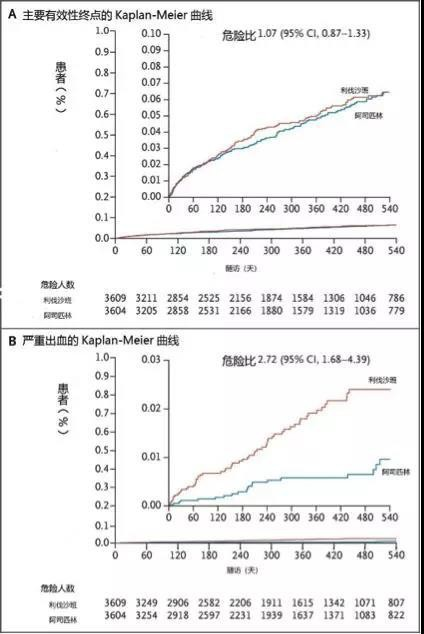 A 主要有效性终点的 Kaplan-Meier 曲线
患者（%）
1.0
0.9
0.8
0.7
0.6
0.5
0.4
0.3
0.2
0.1
0.0
0.10
0.09
0.08
0.07
0.06
0.05
0.04
0.03
0.02
0.01
0.00
危险比 1.07 (95% CI, 0.87–1.33)
利伐沙班
阿司匹林
0 60 120 180 240 300 360 420 480 540
0 60 120 180 240 300 360 420 480 540
随访（天）
危险人数
利伐沙班 3609 3211 2854 2525 2156 1874 1584 1306 1046 786
阿司匹林 3604 3205 2858 2531 2166 1880 1579 1319 1036 779
B 严重出血的 Kaplan-Meier 曲线
患者（%）
1.0
0.9
0.8
0.7
0.6
0.5
0.4
0.3
0.2
0.1
0.0
0.03
0.02
0.01
0.00
危险比 2.72 (95% CI, 1.68–4.39)
利伐沙班
阿司匹林
0 60 120 180 240 300 360 420 480 540
0 60 120 180 240 300 360 420 480 540
随访（天）
危险人数
利伐沙班 3609 3249 2906 2582 2206 1911 1615 1342 1071 807
阿司匹林 3604 3254 2918 2597 2231 1939 1637 1371 1083 822